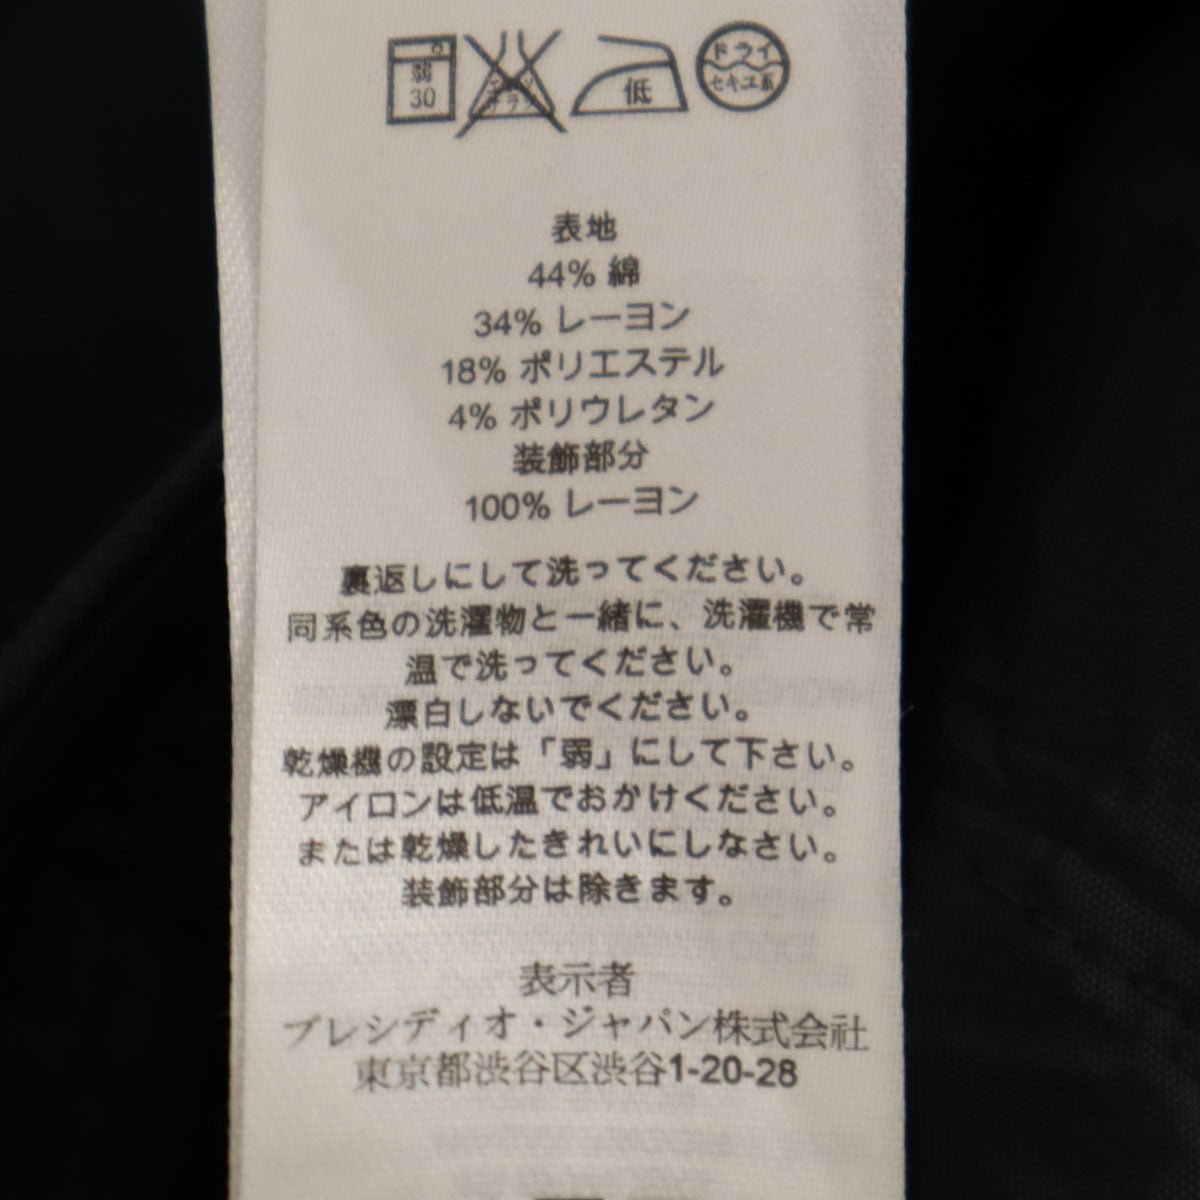 弱 ドライ
30 低 セキユ系
表地
44% 綿
34% レーヨン
18% ポリエステル
4% ポリウレタン
装飾部分
100% レーヨン
裏返しにして洗ってください。
同系色の洗濯物と一緒に、洗濯機で常
温で洗ってください。
漂白しないでください。
乾燥機の設定は「弱」にして下さい。
アイロンは低温でおかけください。
または乾燥したきれいにしなさい。
装飾部分は除きます。
表示者
プレシディオ・ジャパン株式会社
東京都渋谷区渋谷1-20-28